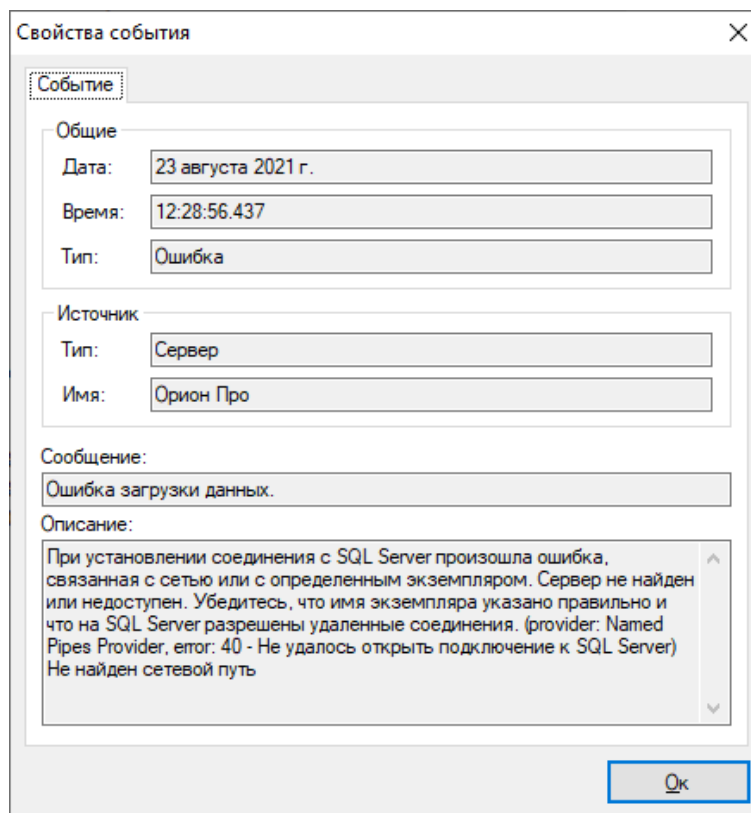 Свойства события
Событие
Общие
Дата: 23 августа 2021 г.
Время: 12:28:56.437
Тип: Ошибка
Источник
Тип: Сервер
Имя: Орион Про
Сообщение:
Ошибка загрузки данных.
Описание:
При установлении соединения с SQL Server произошла ошибка,
связанная с сетью или с определенным экземпляром. Сервер не найден
или недоступен. Убедитесь, что имя экземпляра указано правильно и
что на SQL Server разрешены удаленные соединения. (provider: Named
Pipes Provider, error: 40 - Не удалось открыть подключение к SQL Server)
Не найден сетевой путь
Ок